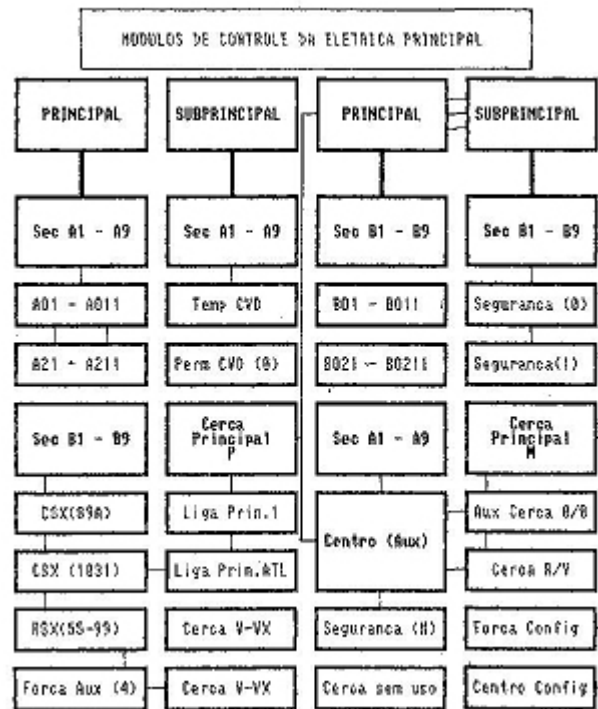 MODULOS DE CONTROLE DA ELETRICA PRINCIPAL
PRINCIPAL
SUBPRINCIPAL
PRINCIPAL
SUBPRINCIPAL
Sec A1 - A9
Sec A1 - A9
Sec B1 - B9
Sec B1 - B9
A01 - A011
Temp CVD
B01 - B011
Seguranca (0)
A21 - A211
Perm CVD (0)
B021 - B0211
Seguranca(1)
Sec B1 - B9
Cerca
Principal
P
Sec A1 - A9
Cerca
Principal
M
CSX(89A)
Liga Prin.1
Centro (Aux)
Aux Cerca 0/0
CSX (1031)
Liga Prim.ATL
Cerca R/V
RSX(5S-99)
Cerca V-VX
Seguranca (H)
Forca Config
Forca Aux (4)
Cerca V-VX
Cerca sem uso
Centro Config